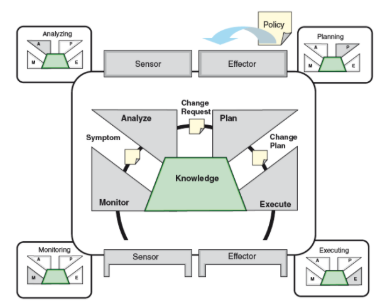 Analyzing
A P
M E
Policy
Planning
A P
M E
Sensor
Effector
Change
Request
Analyze
Plan
Symptom
Change
Plan
Knowledge
Monitor
Execute
Monitoring
A P
M E
Sensor
Effector
Executing
A P
M E